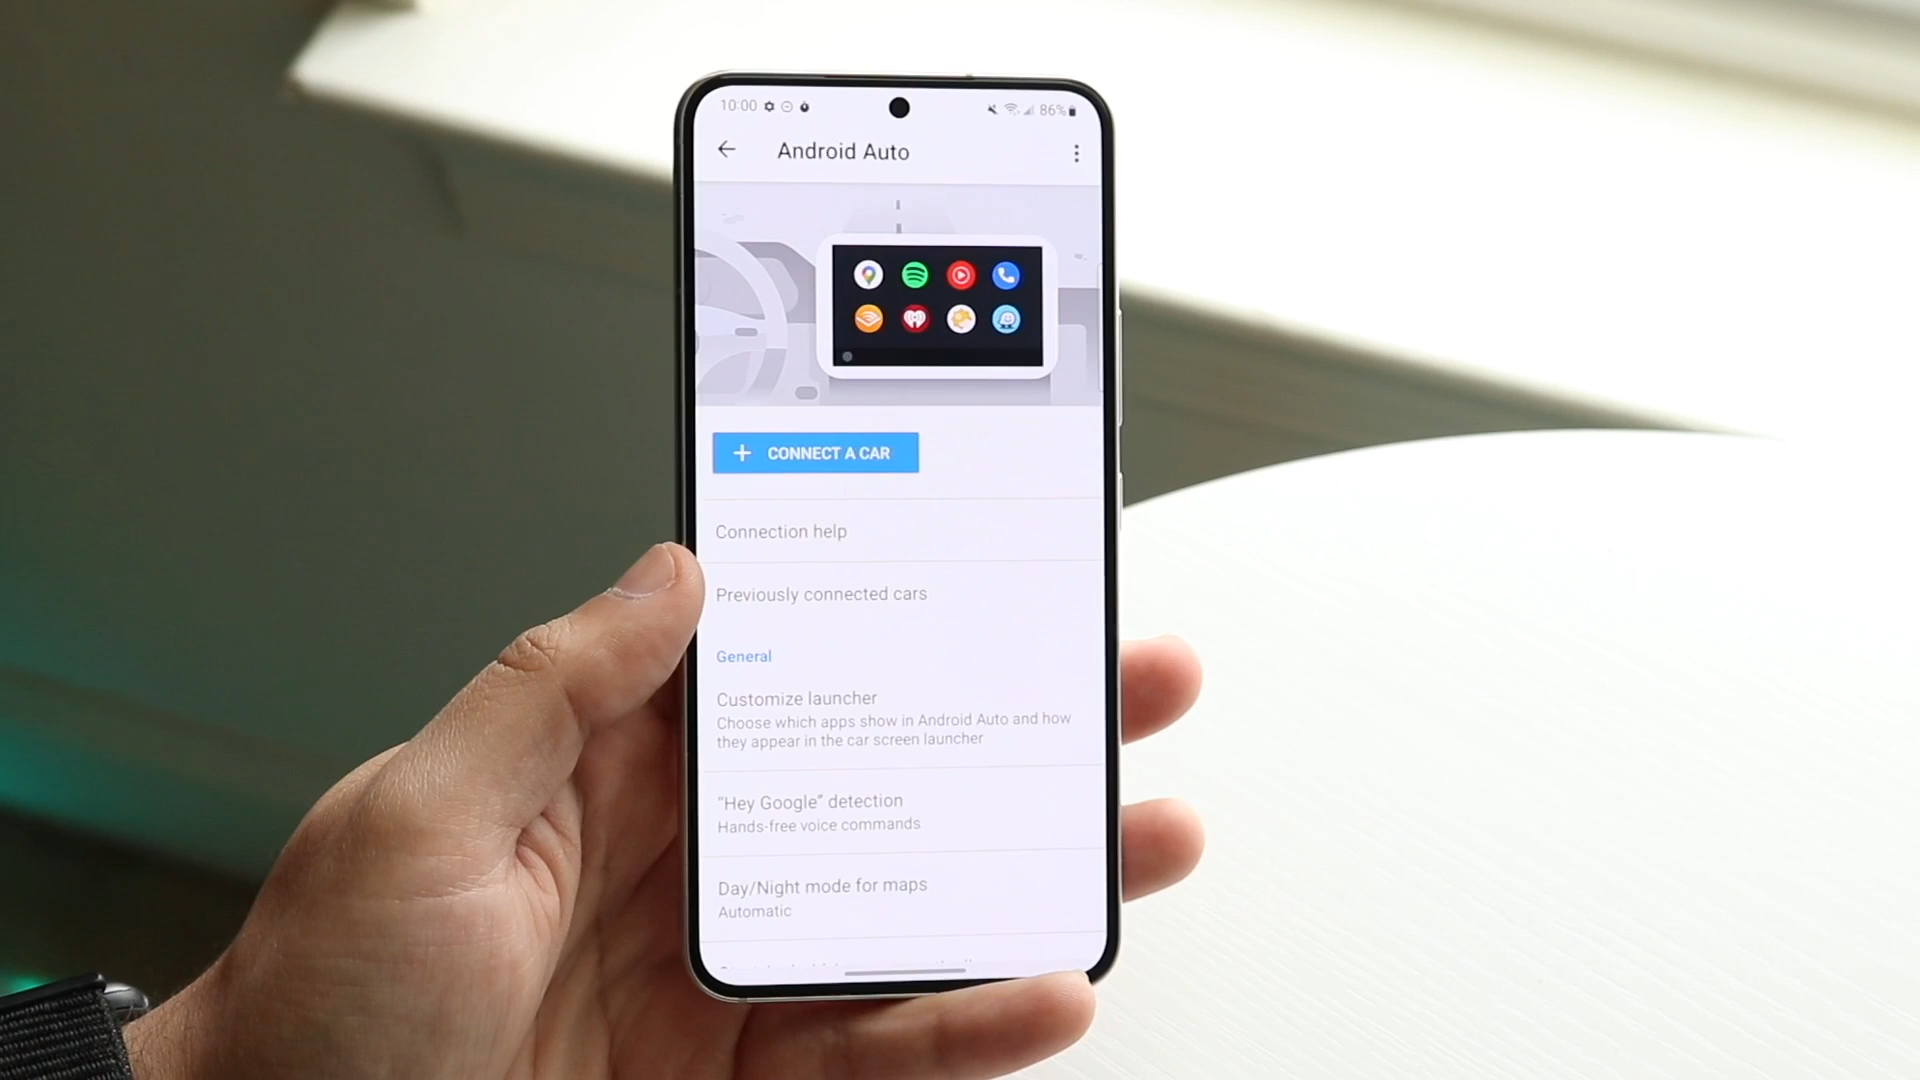 10:00 86%
Android Auto
+ CONNECT A CAR
Connection help
Previously connected cars
General
Customize launcher
Choose which apps show in Android Auto and how
they appear in the car screen launcher
“Hey Google” detection
Hands-free voice commands
Day/Night mode for maps
Automatic